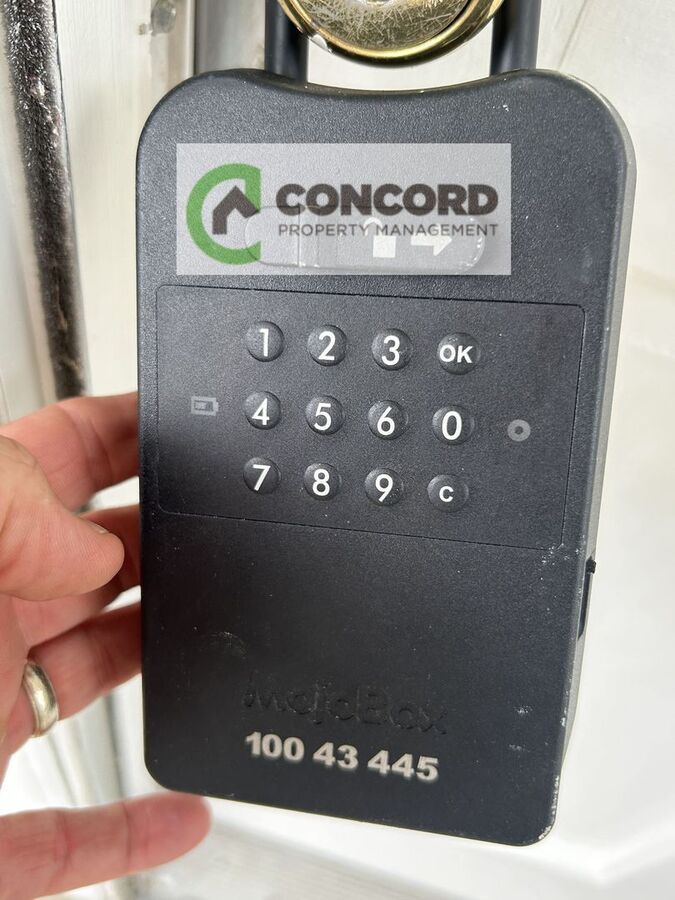 CONCORD
PROPERTY MANAGEMENT
1 2 3 OK
4 5 6 0
7 8 9 C
MojoBox
100 43 445